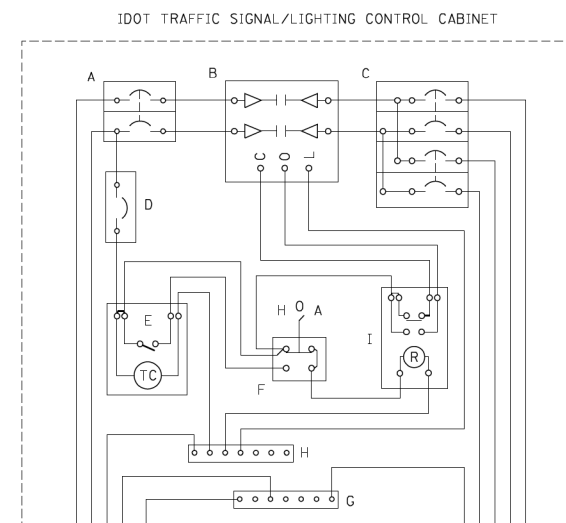 IDOT TRAFFIC SIGNAL/LIGHTING CONTROL CABINET
A
B
C
C O L
D
E
H O A
I
TC
R
F
H
G